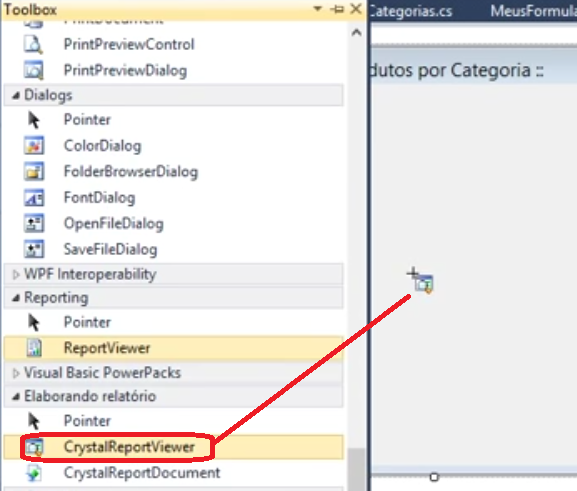 Toolbox
Categorias.cs
MeusFormula
PrintDocument
PrintPreviewControl
PrintPreviewDialog
dutos por Categoria ::
Dialogs
Pointer
ColorDialog
FolderBrowserDialog
FontDialog
OpenFileDialog
SaveFileDialog
WPF Interoperability
Reporting
Pointer
ReportViewer
Visual Basic PowerPacks
Elaborando relatório
Pointer
CrystalReportViewer
CrystalReportDocument